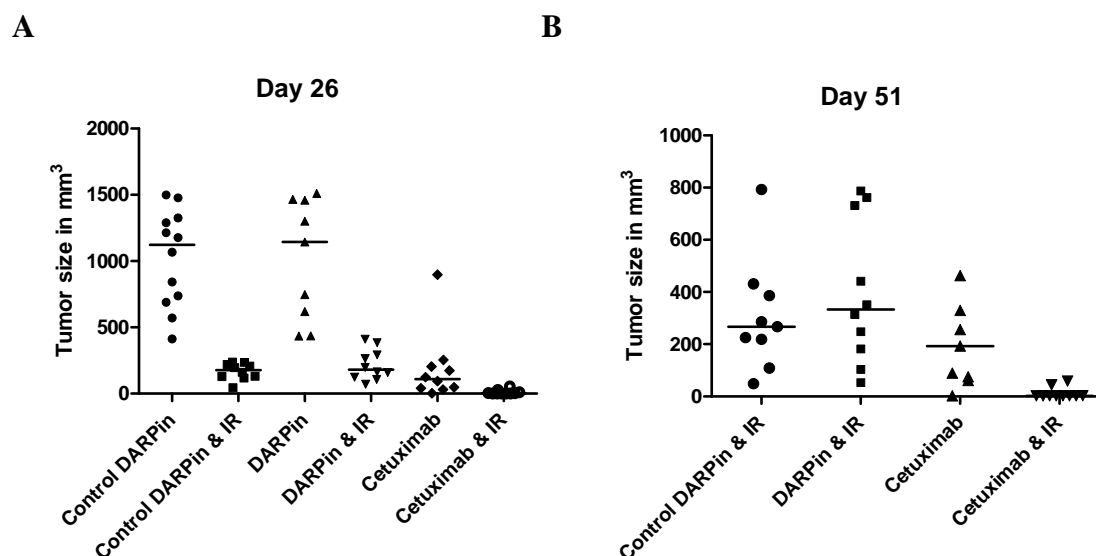 A
B
Day 26
Tumor size in mm³
2000
1500
1000
500
0
Control DARPin
Control DARPin & IR
DARPin
DARPin & IR
Cetuximab
Cetuximab & IR
Day 51
Tumor size in mm³
1000
800
600
400
200
0
Control DARPin & IR
DARPin & IR
Cetuximab
Cetuximab & IR